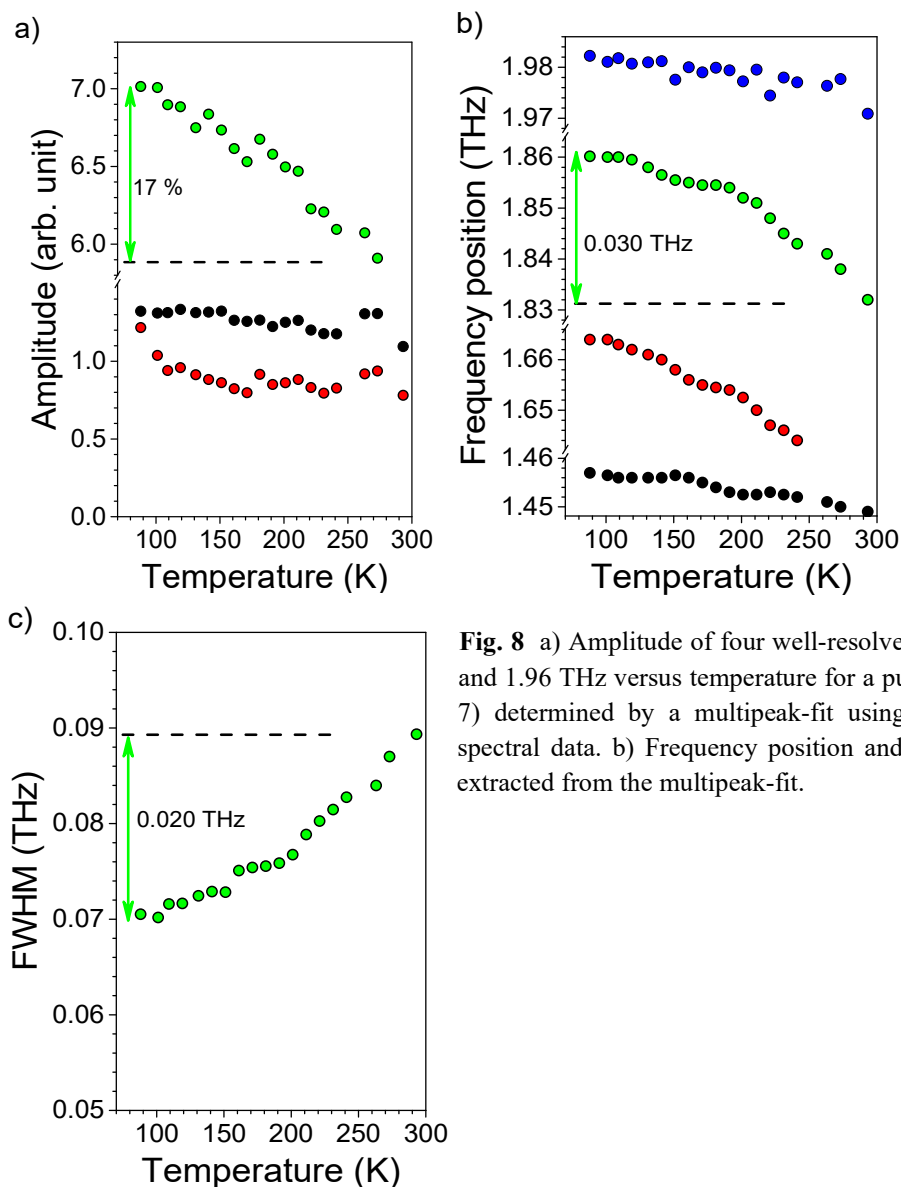 a)
7.0
6.5
6.0
1.0
0.5
0.0
Amplitude (arb. unit)
17 %
100 150 200 250 300
Temperature (K)
b)
1.98
1.97
1.86
1.85
1.84
1.83
1.66
1.65
1.46
1.45
Frequency position (THz)
0.030 THz
100 150 200 250 300
Temperature (K)
c)
0.10
0.09
0.08
0.07
0.06
0.05
FWHM (THz)
0.020 THz
100 150 200 250 300
Temperature (K)
Fig. 8 a) Amplitude of four well-resolve
and 1.96 THz versus temperature for a pu
7) determined by a multipeak-fit using
spectral data. b) Frequency position and
extracted from the multipeak-fit.